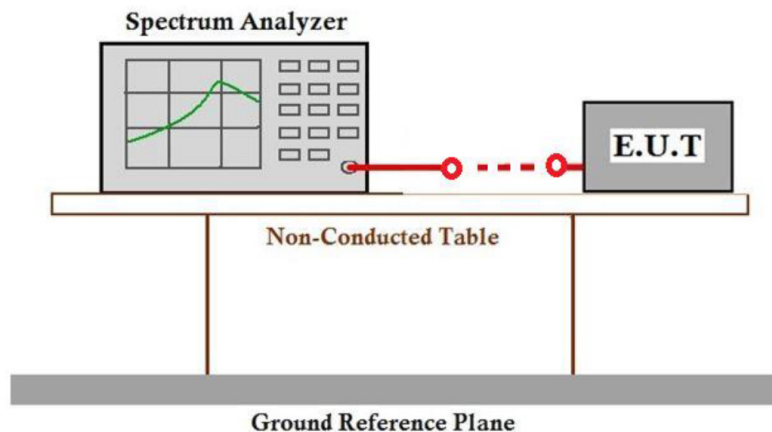 Spectrum Analyzer
E.U.T
Non-Conducted Table
Ground Reference Plane